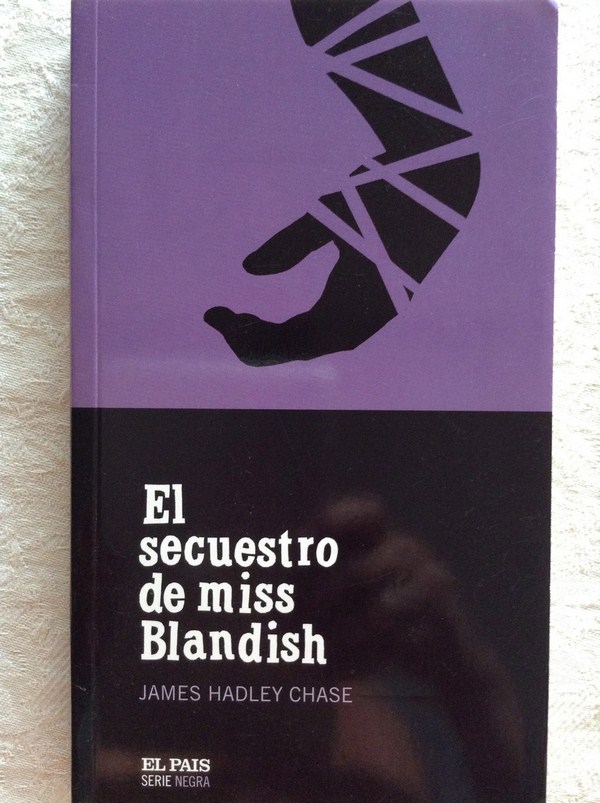 El
secuestro
de miss
Blandish
JAMES HADLEY CHASE
EL PAIS
SERIE NEGRA